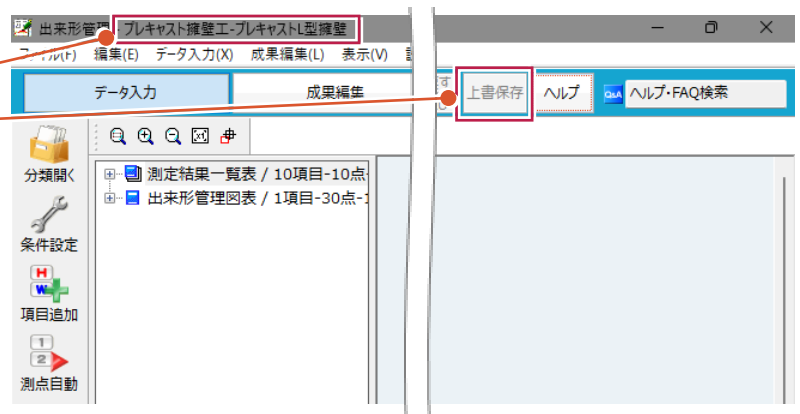 出来形管理 - プレキャスト擁壁工-プレキャストL型擁壁
ファイル(F) 編集(E) データ入力(X) 成果編集(L) 表示(V)
データ入力 成果編集 上書保存 ヘルプ Q&A ヘルプ・FAQ検索
分類開く
条件設定
項目追加
測点自動
測定結果一覧表 / 10項目-10点
出来形管理図表 / 1項目-30点-1